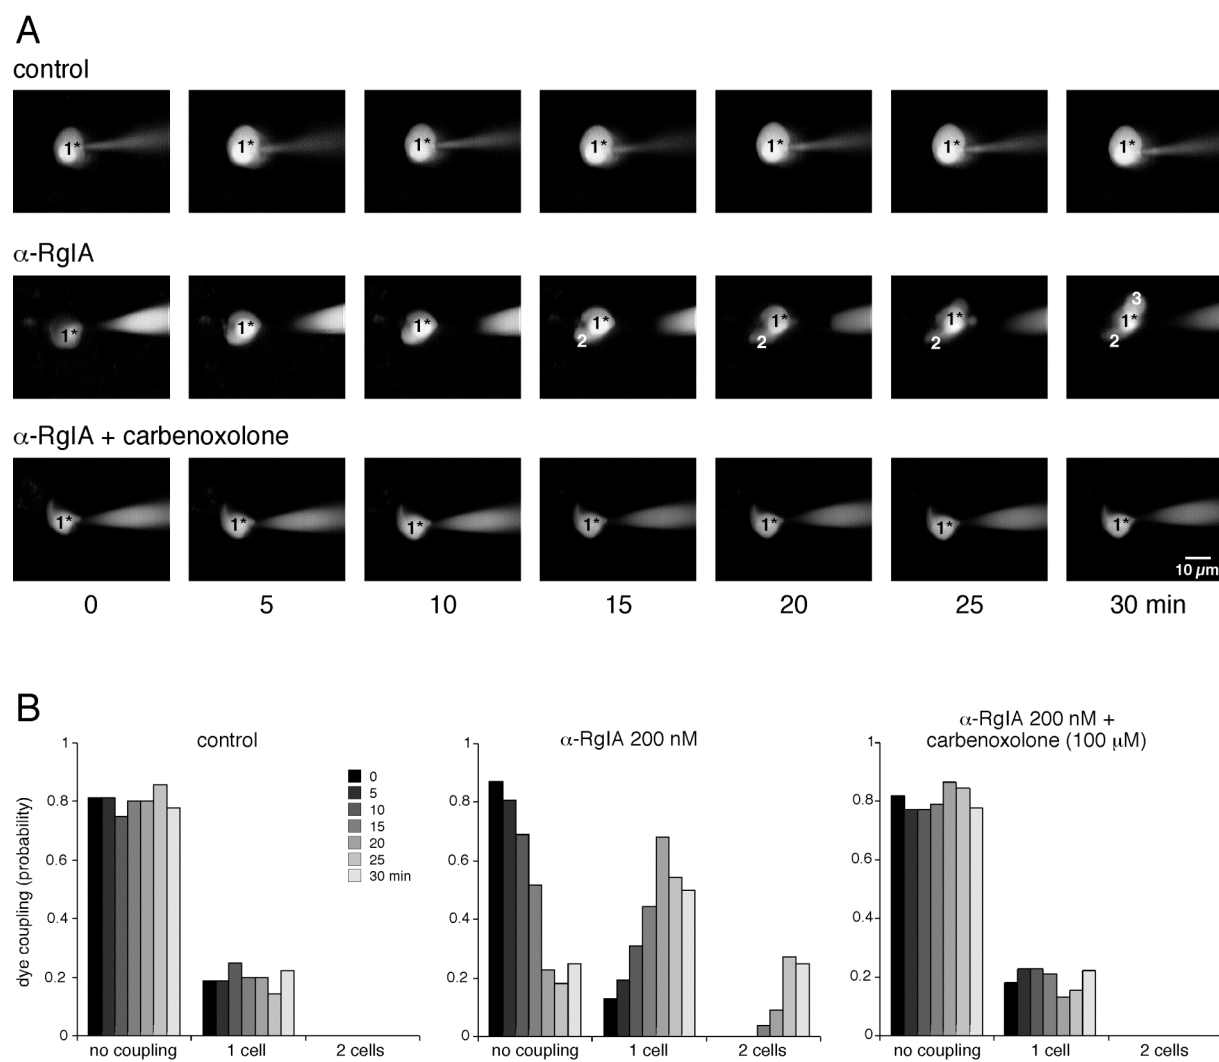 A
control
1* 1* 1* 1* 1* 1* 1*
α-RgIA
1* 1* 1* 1* 1* 1* 1*
2 2 2 2 3
α-RgIA + carbenoxolone
1* 1* 1* 1* 1* 1* 1*
10 µm
0 5 10 15 20 25 30 min
B
control
dye coupling (probability)
1
0.8
0.6
0.4
0.2
0
no coupling 1 cell 2 cells
0
5
10
15
20
25
30 min
α-RgIA 200 nM
1
0.8
0.6
0.4
0.2
0
no coupling 1 cell 2 cells
α-RgIA 200 nM +
carbenoxolone (100 µM)
1
0.8
0.6
0.4
0.2
0
no coupling 1 cell 2 cells